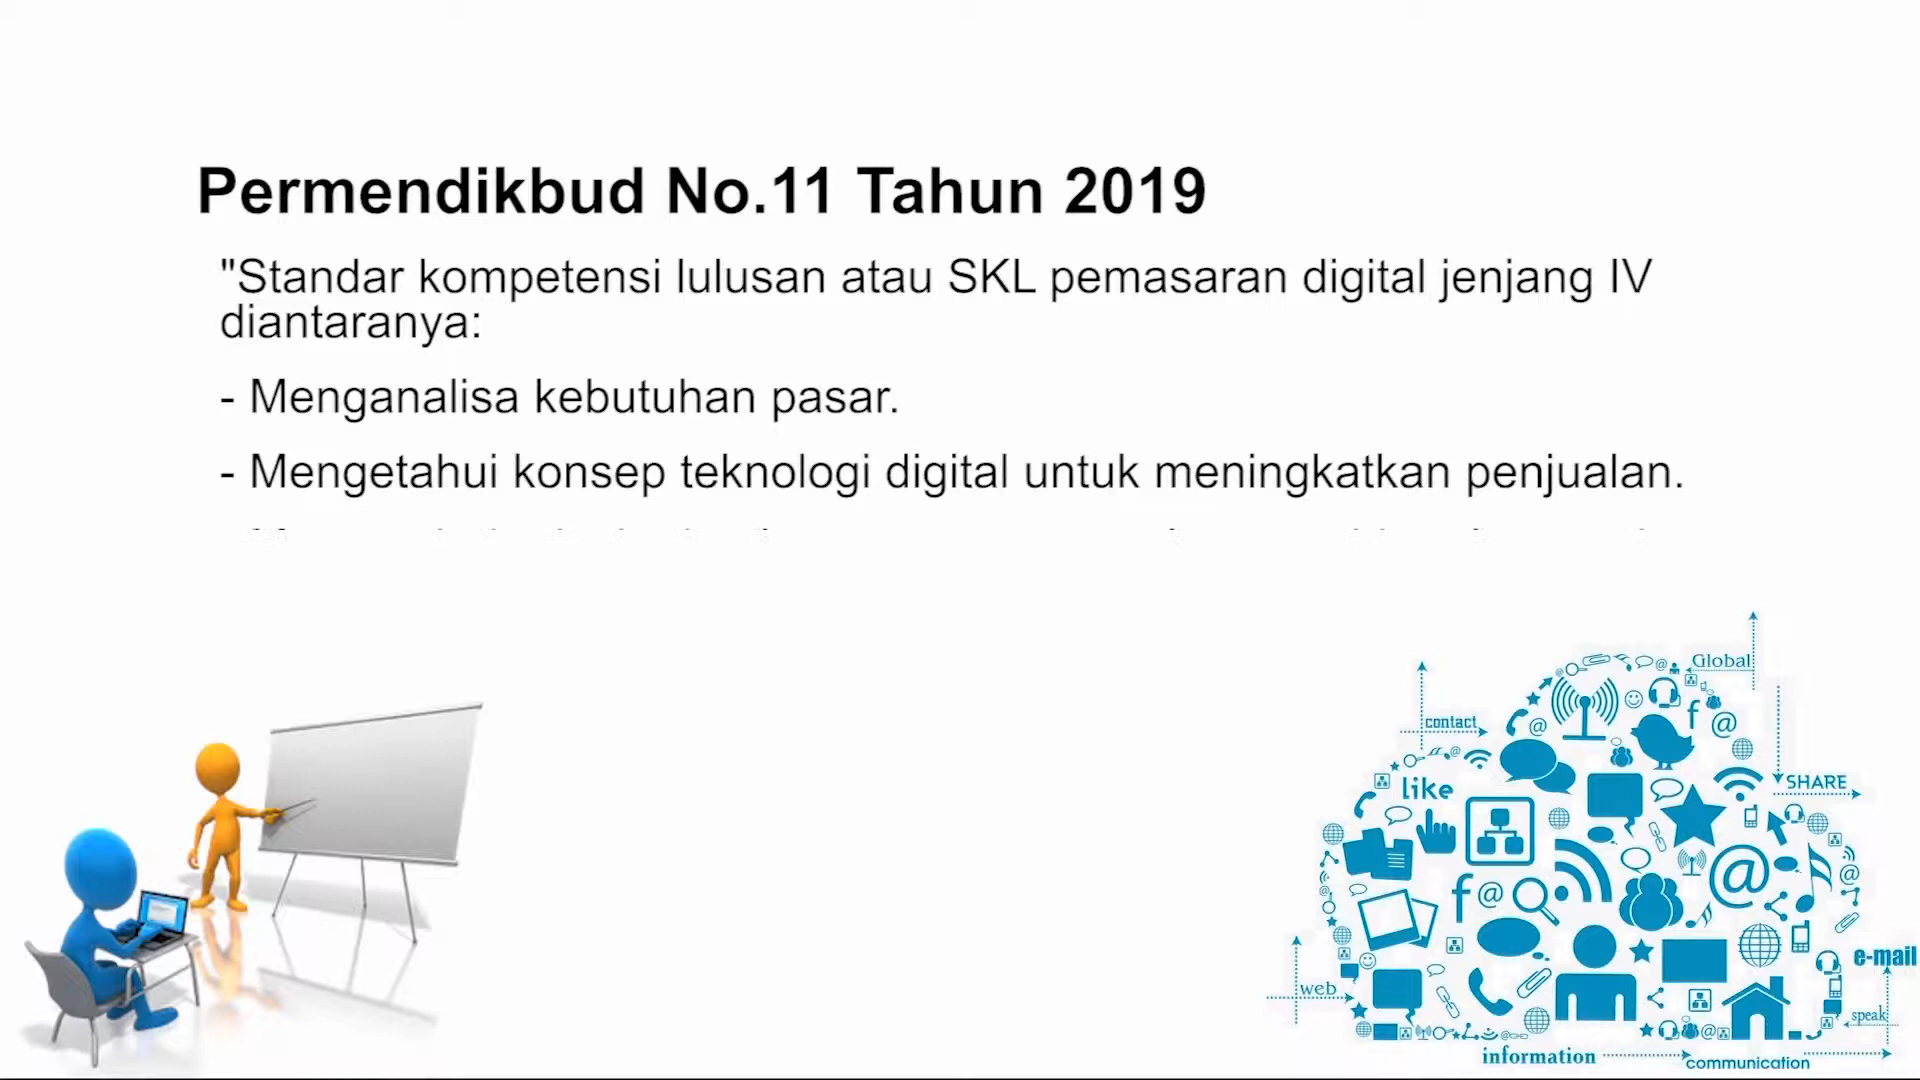 Permendikbud No.11 Tahun 2019
"Standar kompetensi lulusan atau SKL pemasaran digital jenjang IV
diantaranya:
- Menganalisa kebutuhan pasar.
- Mengetahui konsep teknologi digital untuk meningkatkan penjualan.
Global
contact
like
SHARE
f @
f @
@
e-mail
web
speak
information
communication